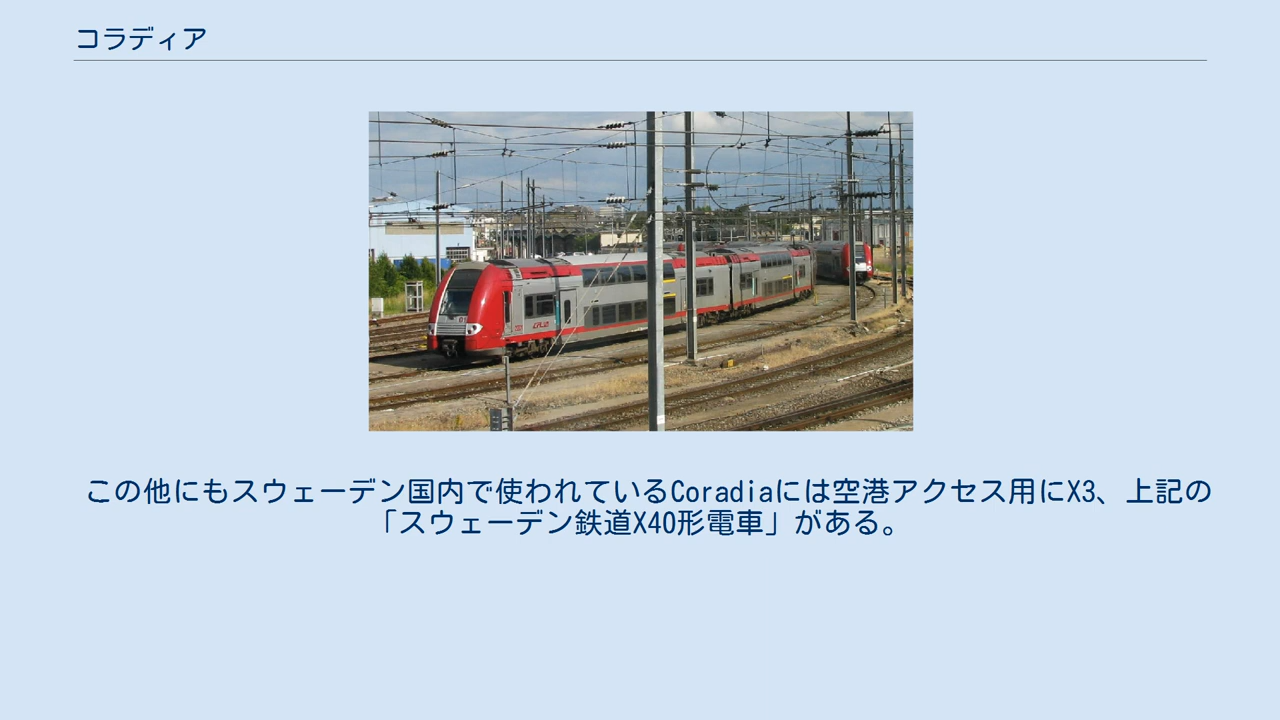 コラディア
この他にもスウェーデン国内で使われているCoradiaには空港アクセス用にX3、上記の
「スウェーデン鉄道X40形電車」がある。